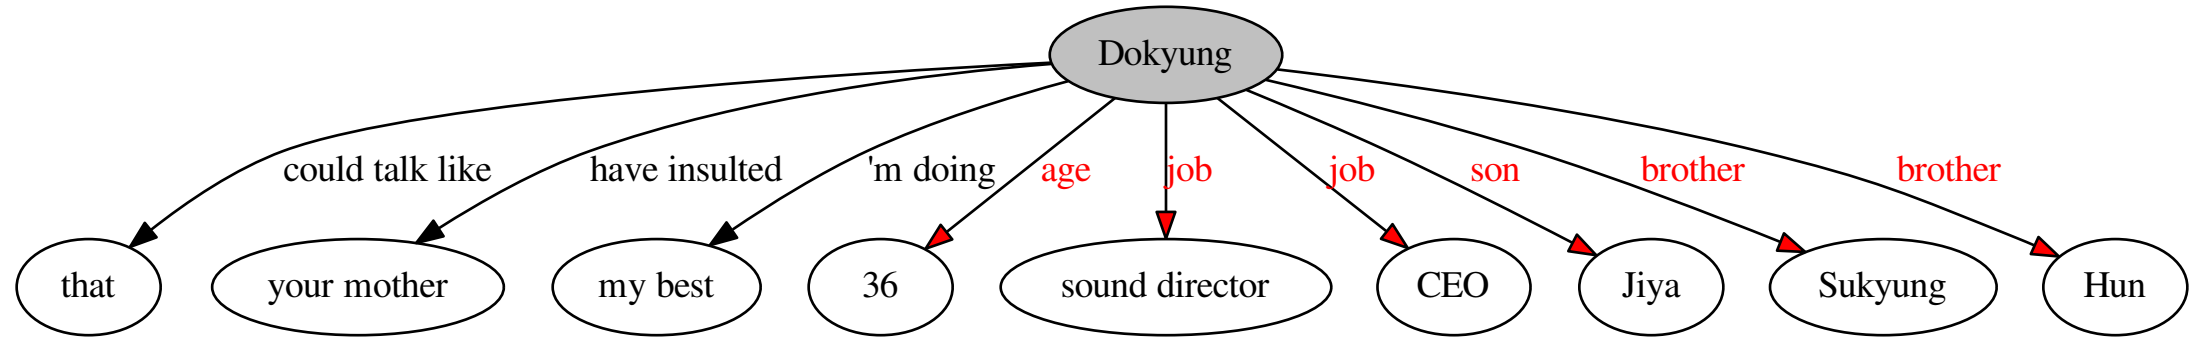 Dokyung
could talk like
have insulted
'm doing
age
job
job
son
brother
brother
that
your mother
my best
36
sound director
CEO
Jiya
Sukyung
Hun